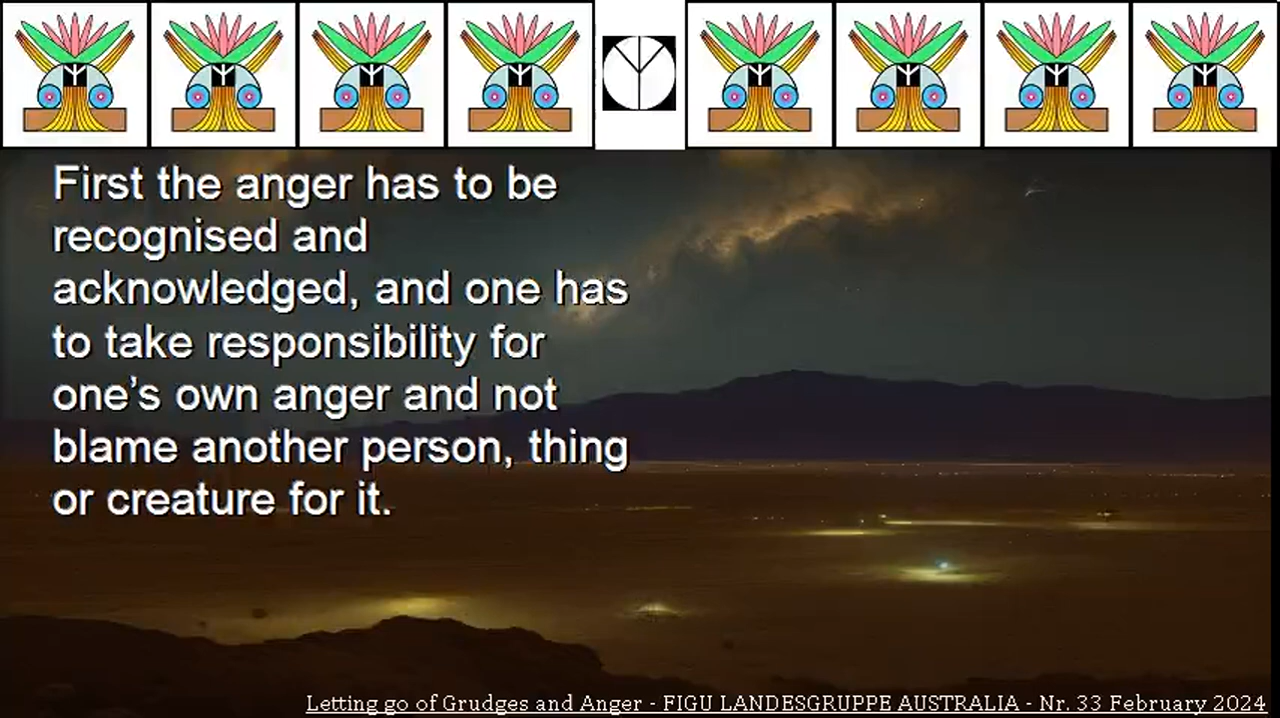 First the anger has to be
recognised and
acknowledged, and one has
to take responsibility for
one’s own anger and not
blame another person, thing
or creature for it.
Letting go of Grudges and Anger - FIGU LANDESGRUPPE AUSTRALIA - Nr. 33 February 2024